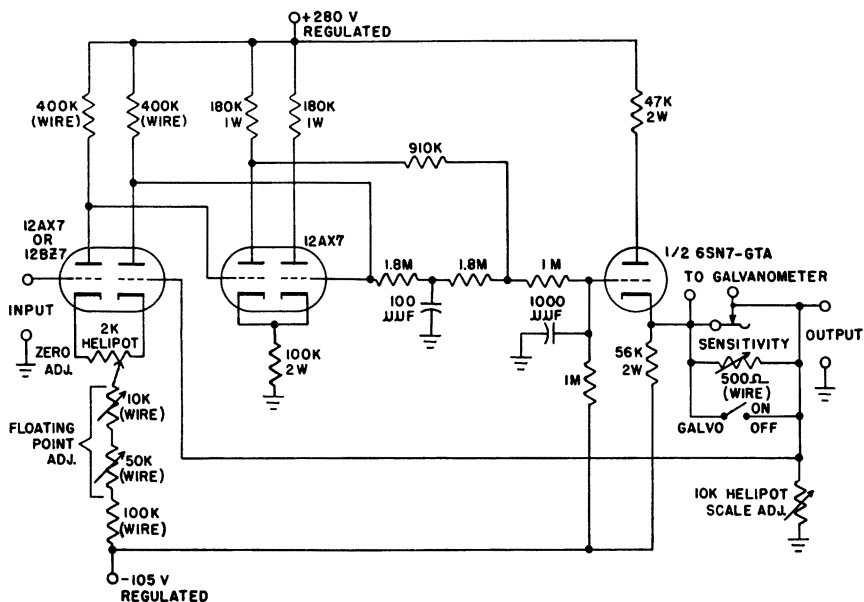 +280 V
REGULATED
400K
(WIRE)
400K
(WIRE)
180K
1W
180K
1W
47K
2W
910K
12AX7
OR
12BZ7
12AX7
1.8M
1.8M
1M
1/2 6SN7-GTA
TO GALVANOMETER
INPUT
2K
HELIPOT
ZERO
ADJ.
100
µµF
1000
µµF
OUTPUT
SENSITIVITY
500Ω
(WIRE)
100K
2W
56K
2W
1M
10K
(WIRE)
FLOATING
POINT
ADJ.
50K
(WIRE)
GALVO
ON
OFF
100K
(WIRE)
10K HELIPOT
SCALE ADJ.
-105 V
REGULATED